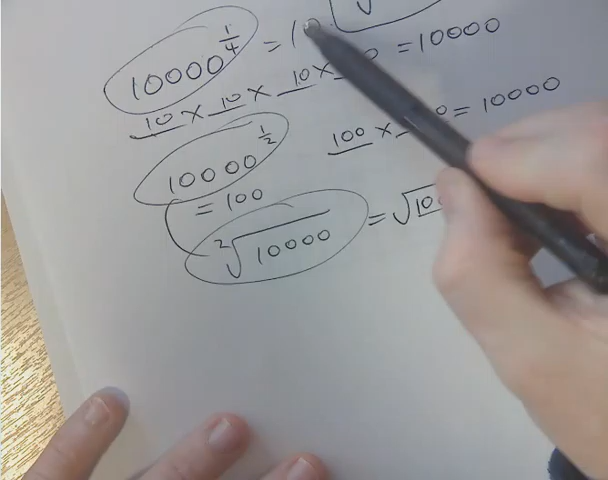 10000^{1/4} = 10
10 × 10 × 10 × = 10000
10000^{1/2}
100 × = 10000
= 100
²√10000 = √